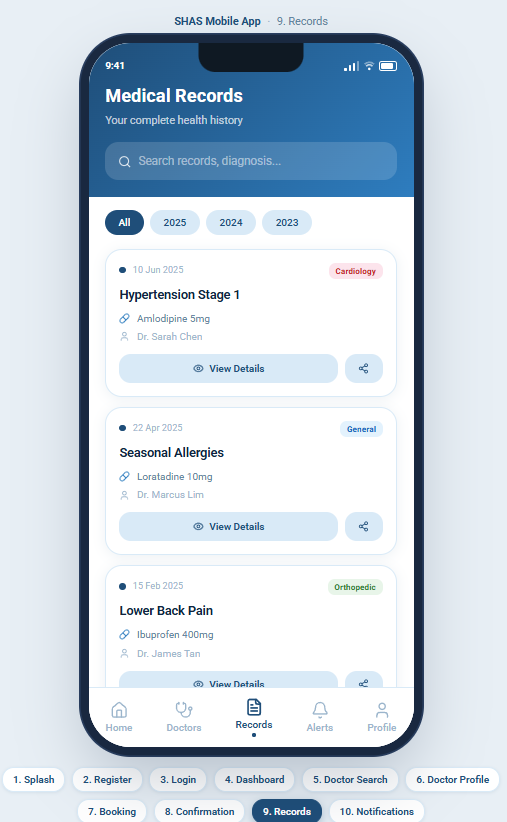 SHAS Mobile App · 9. Records
9:41
Medical Records
Your complete health history
Search records, diagnosis...
All 2025 2024 2023
10 Jun 2025 Cardiology
Hypertension Stage 1
Amlodipine 5mg
Dr. Sarah Chen
View Details
22 Apr 2025 General
Seasonal Allergies
Loratadine 10mg
Dr. Marcus Lim
View Details
15 Feb 2025 Orthopedic
Lower Back Pain
Ibuprofen 400mg
Dr. James Tan
View Details
Home Doctors Records Alerts Profile
1. Splash 2. Register 3. Login 4. Dashboard 5. Doctor Search 6. Doctor Profile
7. Booking 8. Confirmation 9. Records 10. Notifications